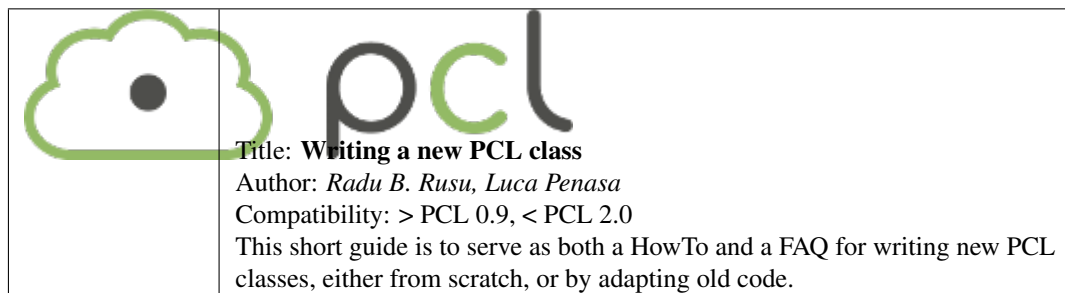 pcl
Title: Writing a new PCL class
Author: Radu B. Rusu, Luca Penasa
Compatibility: > PCL 0.9, < PCL 2.0
This short guide is to serve as both a HowTo and a FAQ for writing new PCL
classes, either from scratch, or by adapting old code.